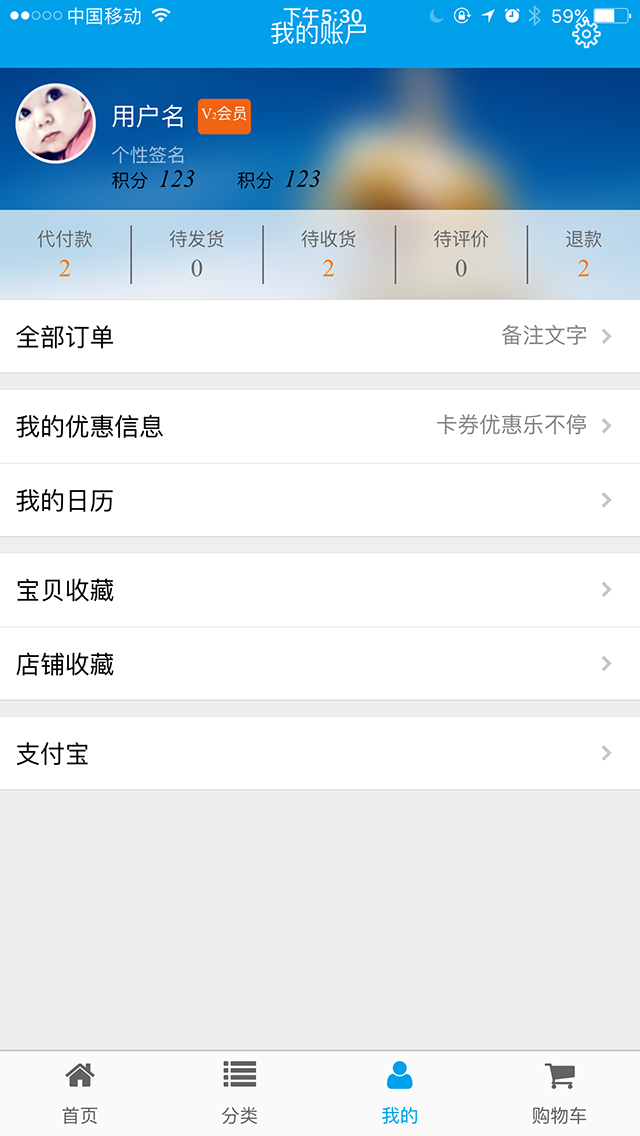 中国移动 下午5:30 59%
我的账户
用户名 V2会员
个性签名
积分 123 积分 123
代付款 待发货 待收货 待评价 退款
2 0 2 0 2
全部订单 备注文字
我的优惠信息 卡券优惠乐不停
我的日历
宝贝收藏
店铺收藏
支付宝
首页 分类 我的 购物车